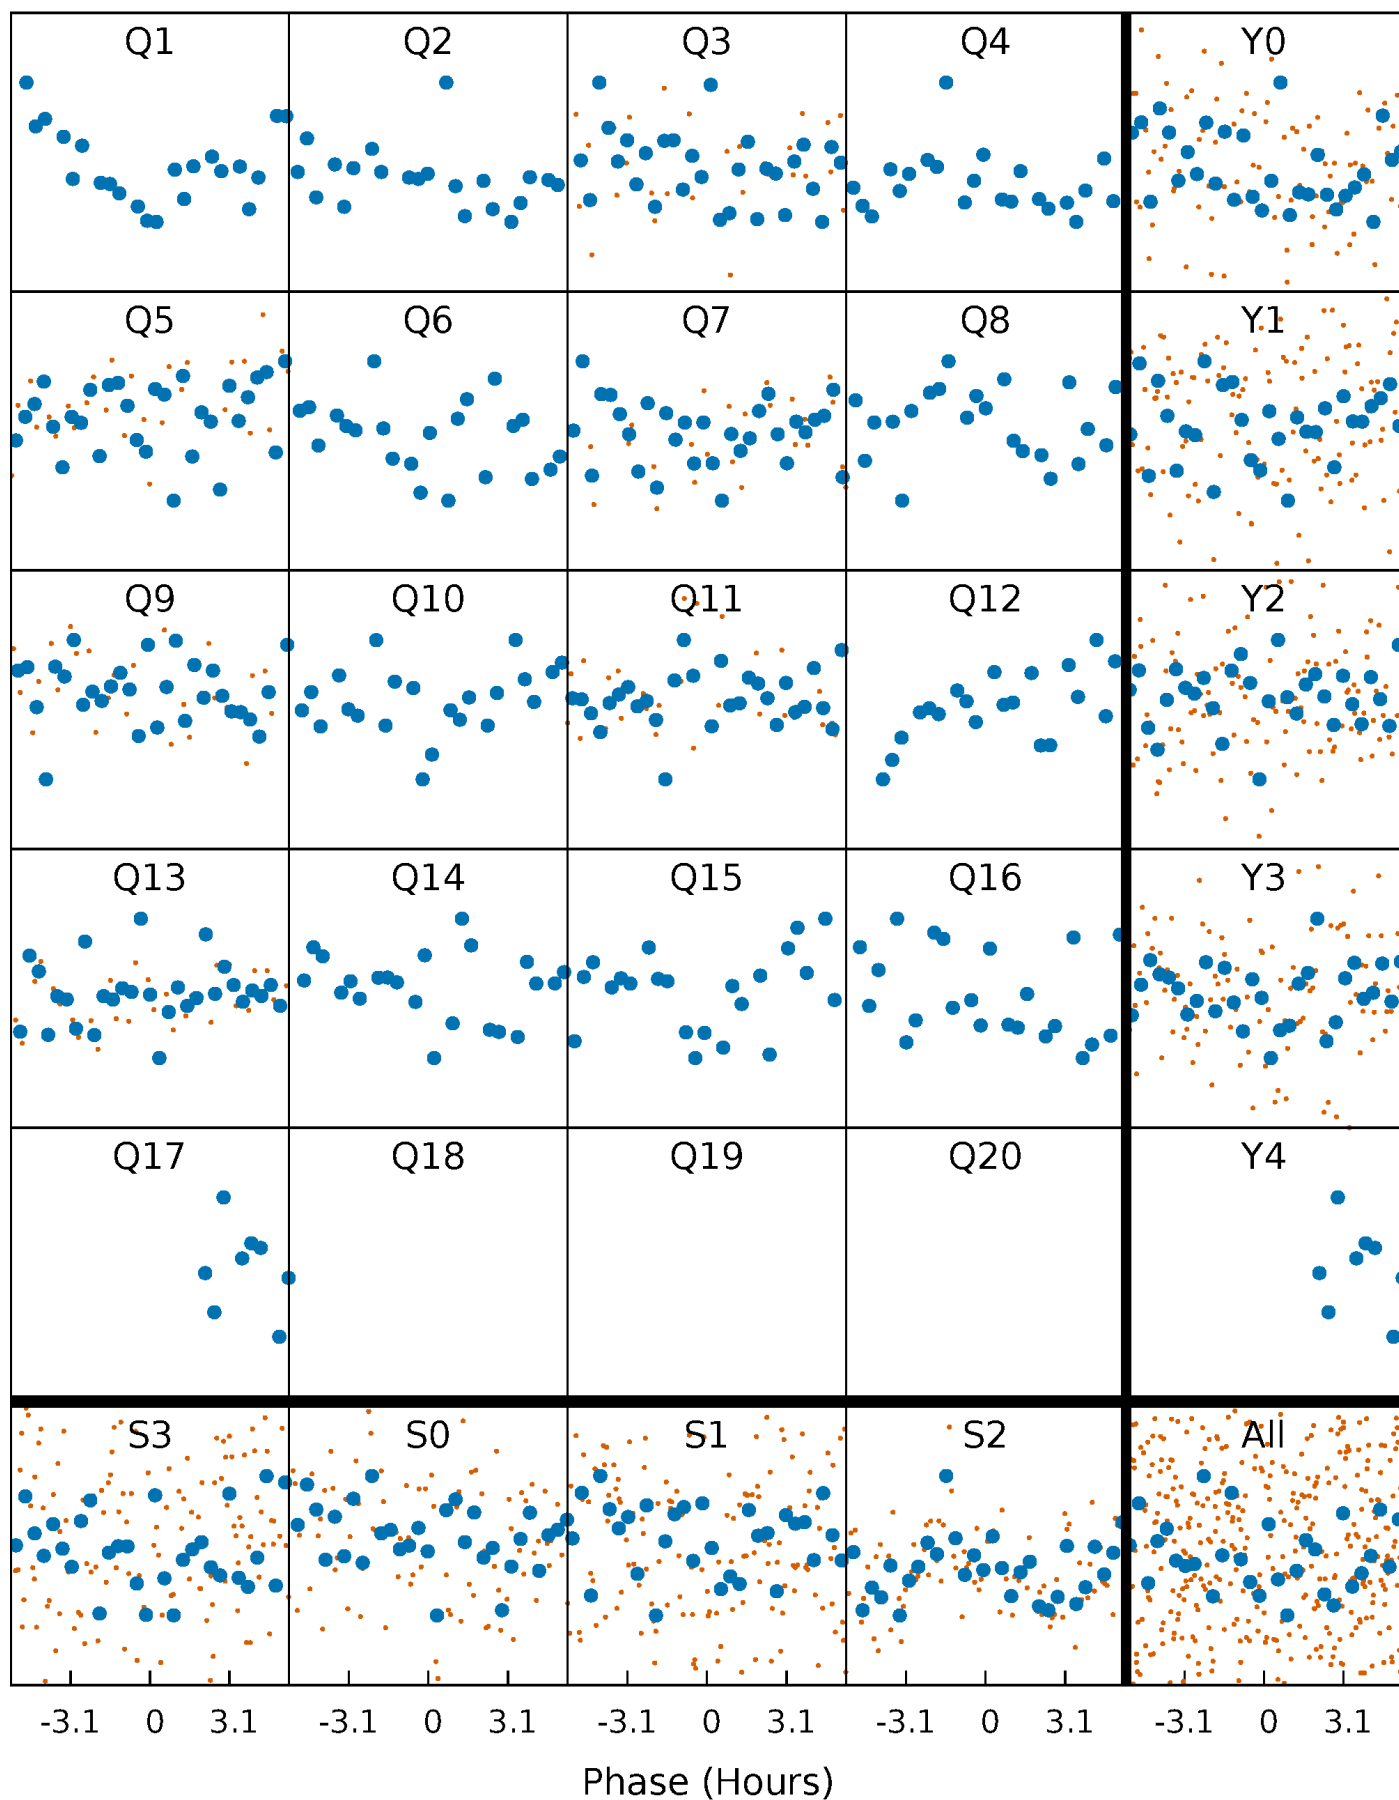 Q1 Q2 Q3 Q4 Y0
Q5 Q6 Q7 Q8 Y1
Q9 Q10 Q11 Q12 Y2
Q13 Q14 Q15 Q16 Y3
Q17 Q18 Q19 Q20 Y4
S3 S0 S1 S2 All
-3.1 0 3.1 -3.1 0 3.1 -3.1 0 3.1 -3.1 0 3.1 -3.1 0 3.1
Phase (Hours)